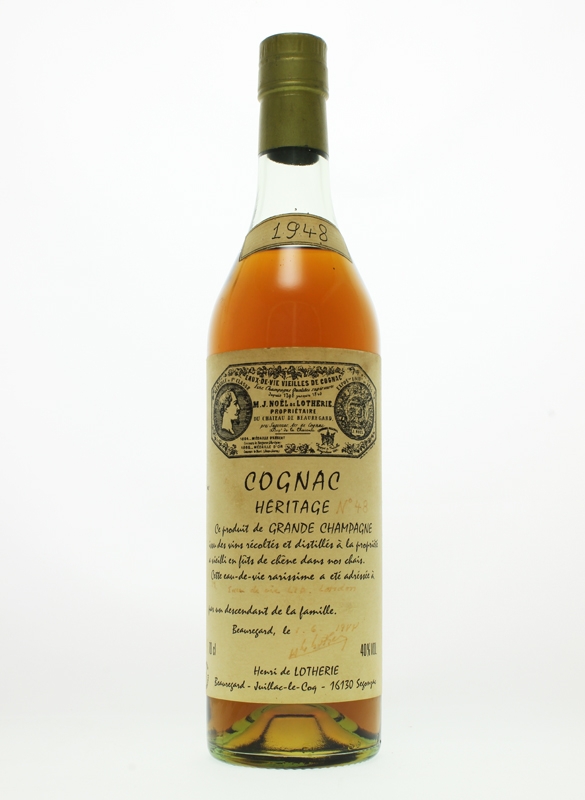 1948
EAUX-DE-VIE VIEILLES DE COGNAC
M. J. NOËL DE LOTHERIE
PROPRIÉTAIRE
DU CHATEAU DE BEAUREGARD
COGNAC
HÉRITAGE N° 43
Ce produit de GRANDE CHAMPAGNE
des vins récoltés et distillés à la propriété
vieilli en fûts de chêne dans nos chais.
Cette eau-de-vie rarissime a été adressée à
par un descendant de la famille.
Beauregard, le
cl 40% VOL.
Henri de LOTHERIE
Beauregard - Juillac-le-Coq - 16130 Segonzac